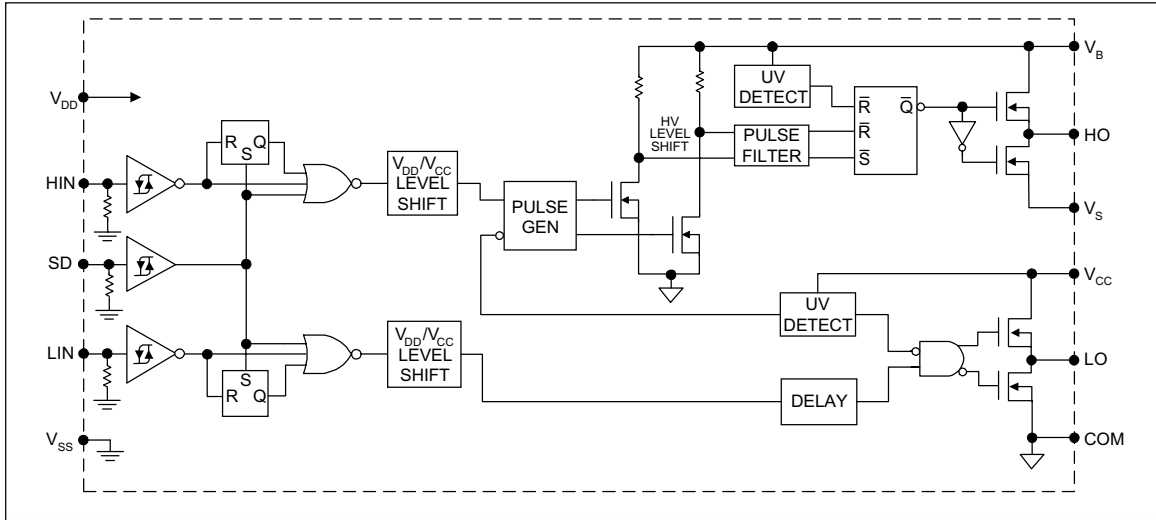 V_B
UV
DETECT
R̅ Q̅
V_DD
HV
LEVEL
SHIFT
R̅
PULSE
FILTER
HO
R Q
S
S̅
V_DD/V_CC
LEVEL
SHIFT
HIN
PULSE
GEN
V_S
SD
V_CC
UV
DETECT
V_DD/V_CC
LEVEL
SHIFT
LIN
LO
S
R Q
DELAY
V_SS
COM